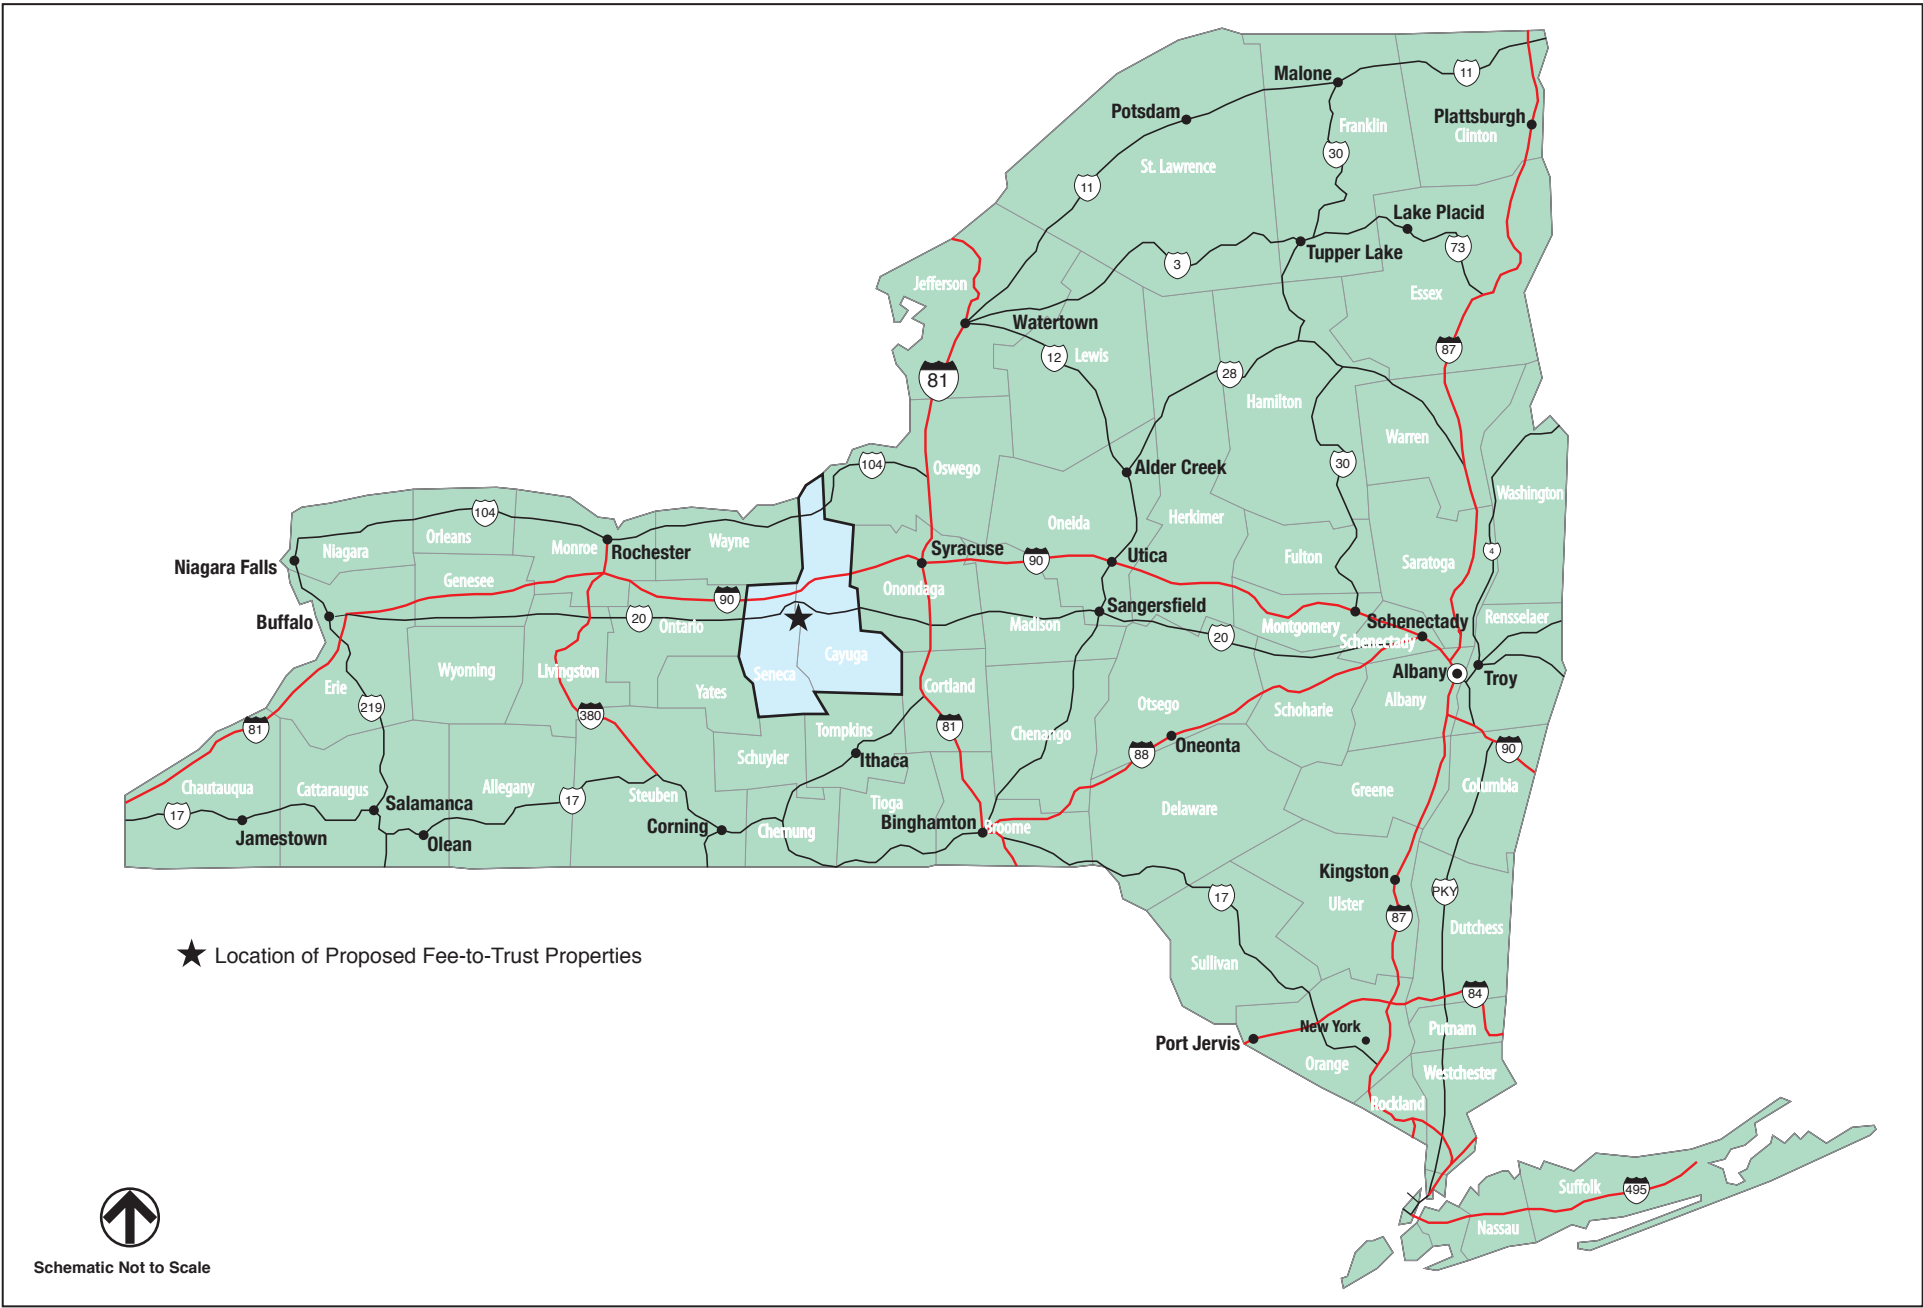 Malone
11
Potsdam
Plattsburgh
Franklin
Clinton
30
St. Lawrence
11
Lake Placid
73
Tupper Lake
3
Jefferson
Essex
Watertown
12
Lewis
87
28
81
Hamilton
Warren
104
Oswego
Alder Creek
30
Washington
104
Oneida
Herkimer
Orleans
Niagara
Monroe
Rochester
Wayne
Syracuse
90
Utica
Fulton
Saratoga
4
Niagara Falls
Genesee
Onondaga
90
Buffalo
20
Ontario
Sangersfield
Madison
20
Montgomery
Schenectady
Schenectady
Rensselaer
Cayuga
Seneca
Wyoming
Livingston
Yates
Erie
Cortland
Albany
Troy
Albany
219
380
81
Tompkins
Chenango
Otsego
Schoharie
81
88
Oneonta
90
Schuyler
Ithaca
Chautauqua
Cattaraugus
Allegany
Steuben
17
Tioga
Delaware
Greene
Columbia
17
Salamanca
Jamestown
Olean
Corning
Chemung
Binghamton
Broome
Kingston
Ulster
87
PKY
Dutchess
17
Sullivan
Location of Proposed Fee-to-Trust Properties
84
New York
Putnam
Port Jervis
Orange
Westchester
Rockland
Suffolk
495
Nassau
Schematic Not to Scale